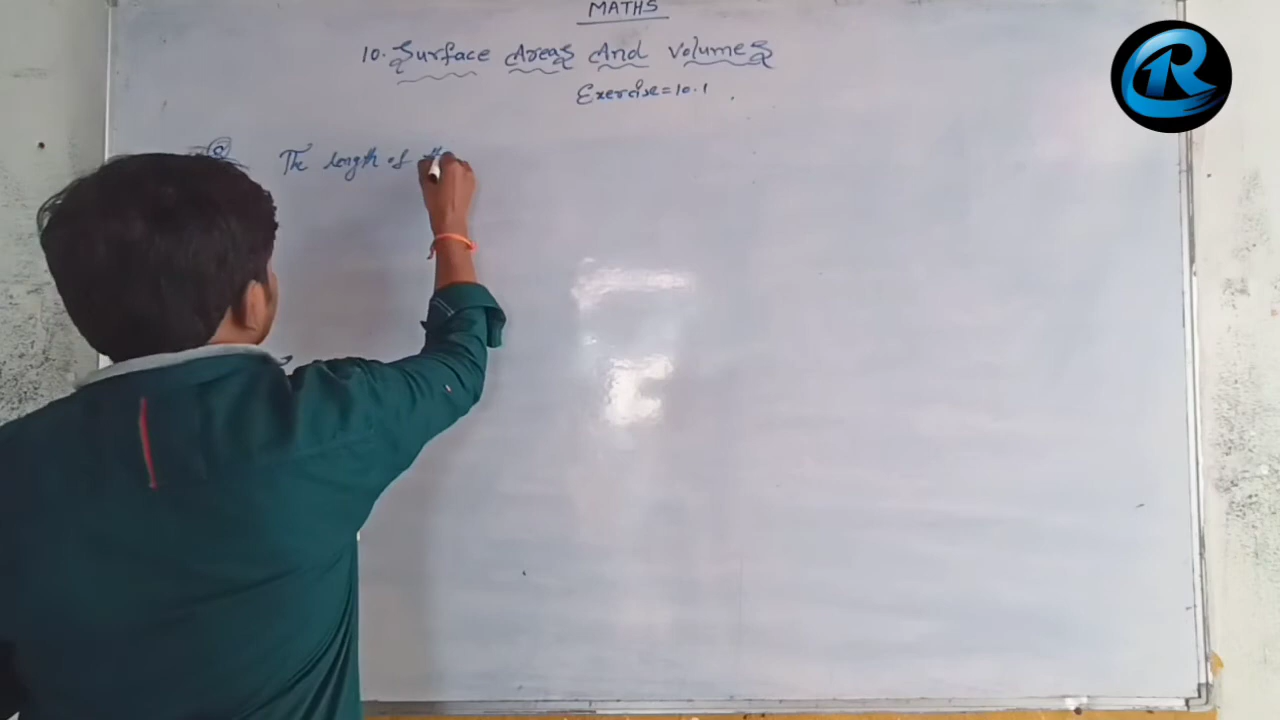 MATHS
10. Surface Areas And Volumes
Exercise = 10.1
The length of
R